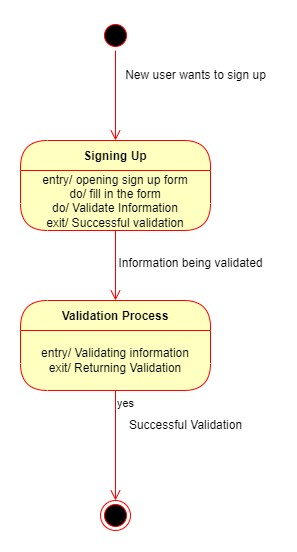 New user wants to sign up
Signing Up
entry/ opening sign up form
do/ fill in the form
do/ Validate Information
exit/ Successful validation
Information being validated
Validation Process
entry/ Validating information
exit/ Returning Validation
yes
Successful Validation